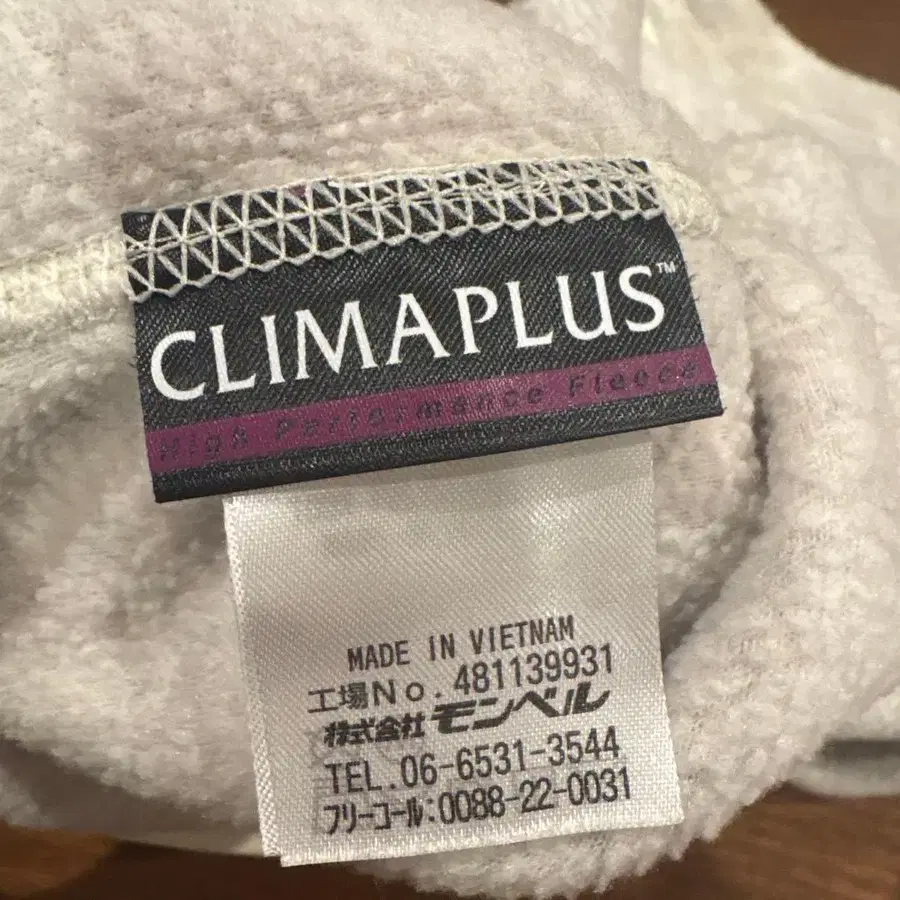 CLIMAPLUS™
High Performance Fleece
MADE IN VIETNAM
工場No. 481139931
株式会社モンベル
TEL.06-6531-3544
フリーコール:0088-22-0031